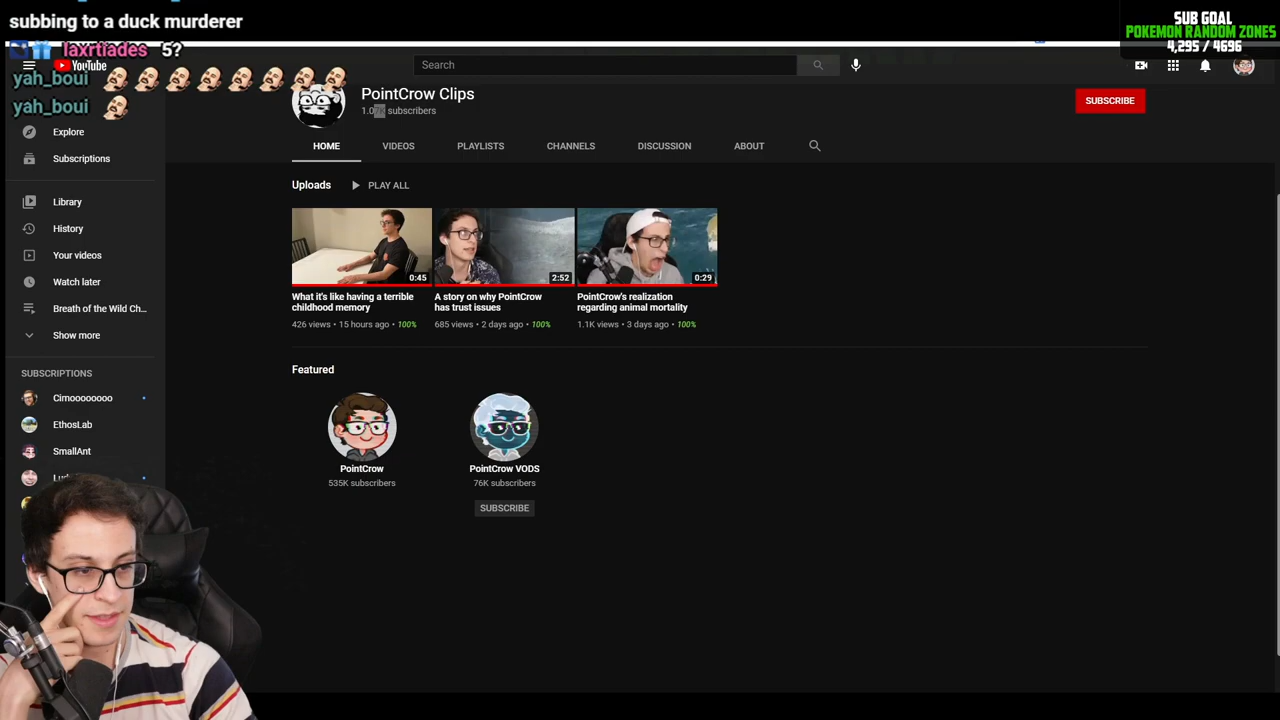 subbing to a duck murderer
laxrtiades 5?
yah_boui
yah_boui
SUB GOAL
POKEMON RANDOM ZONES
4,295 / 4696
YouTube
Search
PointCrow Clips
subscribers
SUBSCRIBE
HOME
VIDEOS
PLAYLISTS
CHANNELS
DISCUSSION
ABOUT
Explore
Subscriptions
Library
History
Your videos
Watch later
Breath of the Wild Ch...
Show more
SUBSCRIPTIONS
Cimoooooooo
EthosLab
SmallAnt
Uploads
PLAY ALL
0:45
What it's like having a terrible
childhood memory
426 views • 15 hours ago • 100%
2:52
A story on why PointCrow
has trust issues
685 views • 2 days ago • 100%
0:29
PointCrow's realization
regarding animal mortality
1.1K views • 3 days ago • 100%
Featured
PointCrow
535K subscribers
PointCrow VODS
76K subscribers
SUBSCRIBE